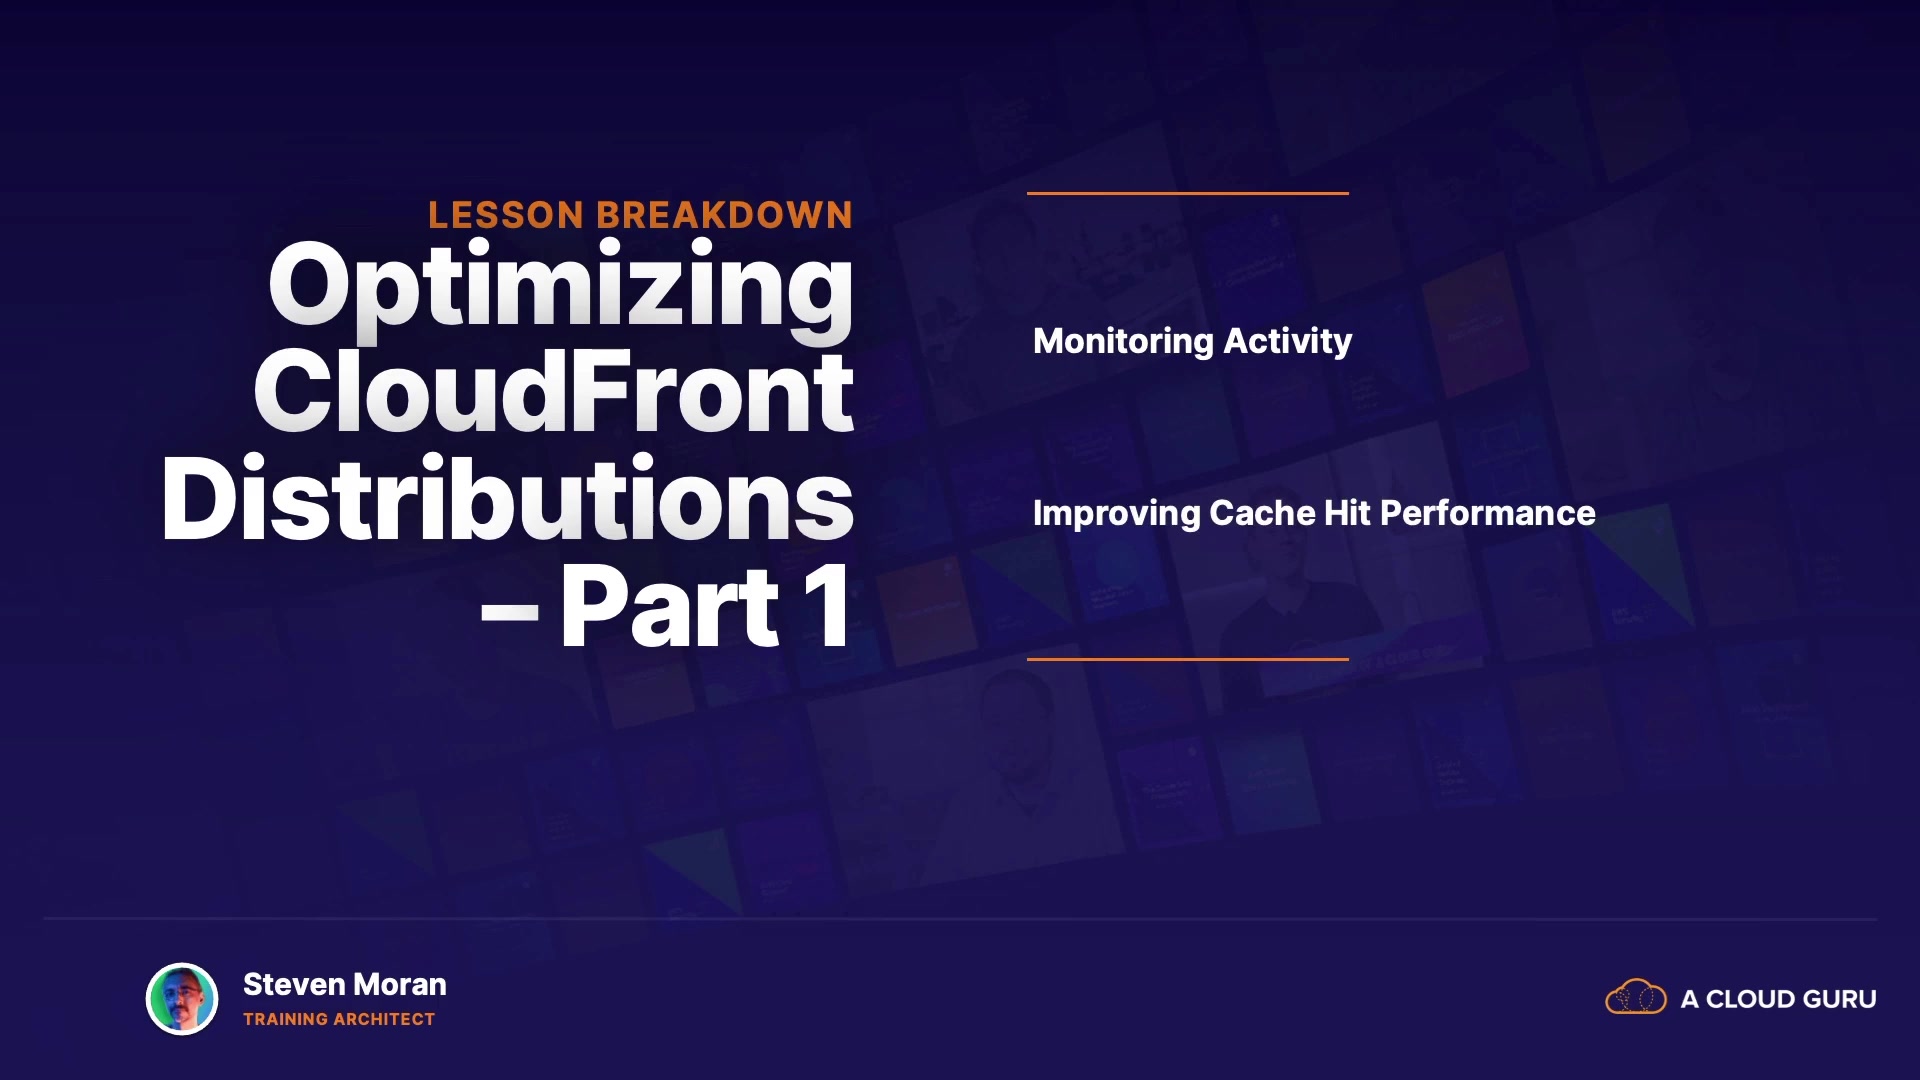 LESSON BREAKDOWN
Optimizing
CloudFront
Distributions
– Part 1
Monitoring Activity
Improving Cache Hit Performance
Steven Moran
TRAINING ARCHITECT
A CLOUD GURU